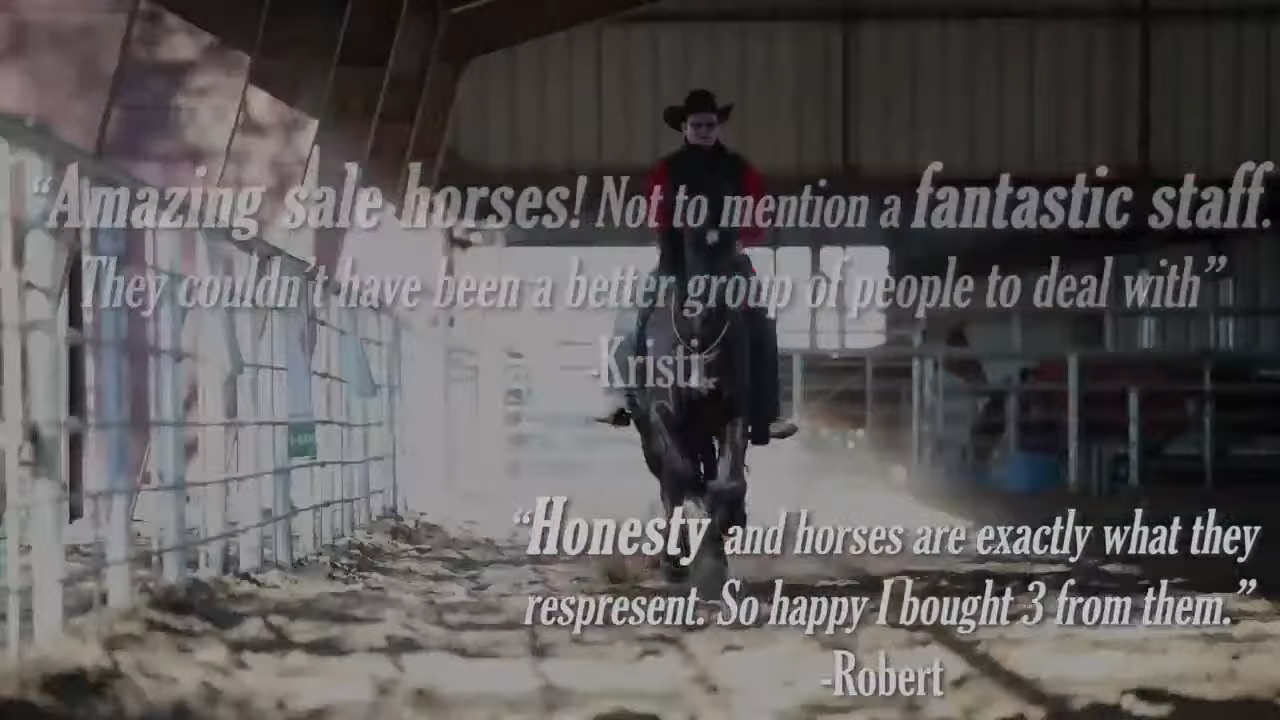 “Amazing sale horses! Not to mention a fantastic staff.
They couldn’t have been a better group of people to deal with”
-Kristi
“Honesty and horses are exactly what they
respresent. So happy I bought 3 from them.”
-Robert